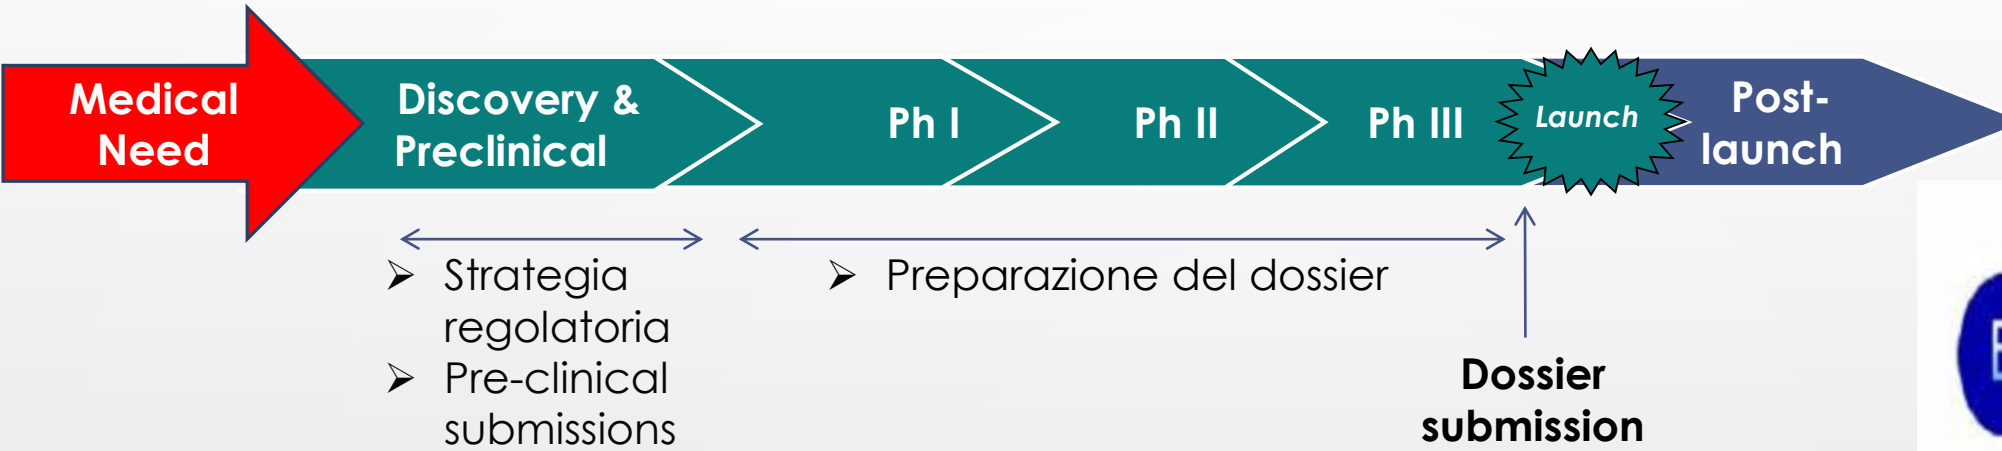 Medical
Need
Discovery &
Preclinical
Ph I
Ph II
Ph III
Launch
Post-
launch
➢ Strategia
regolatoria
➢ Pre-clinical
submissions
➢ Preparazione del dossier
Dossier
submission